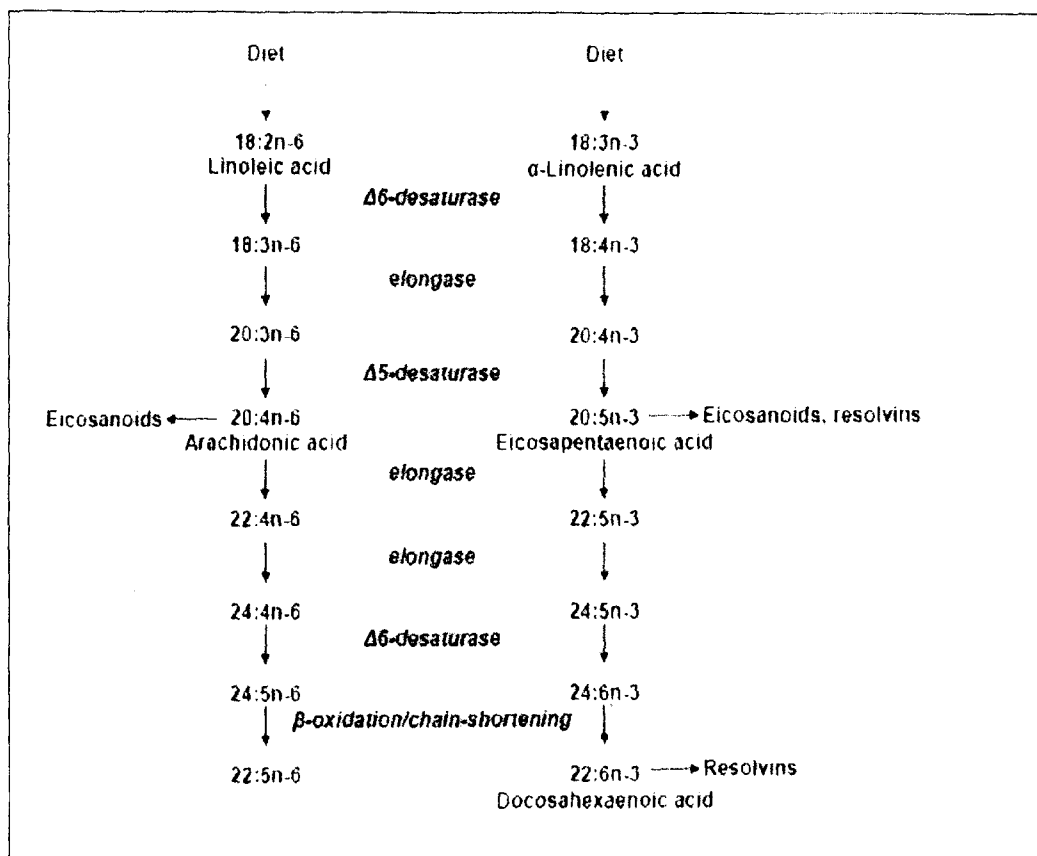 Diet Diet
18:2n-6 18:3n-3
Linoleic acid α-Linolenic acid
Δ6-desaturase
18:3n-6 18:4n-3
elongase
20:3n-6 20:4n-3
Δ5-desaturase
Eicosanoids 20:4n-6 20:5n-3 Eicosanoids, resolvins
Arachidonic acid Eicosapentaenoic acid
elongase
22:4n-6 22:5n-3
elongase
24:4n-6 24:5n-3
Δ6-desaturase
24:5n-6 24:6n-3
β-oxidation/chain-shortening
22:5n-6 22:6n-3 Resolvins
Docosahexaenoic acid